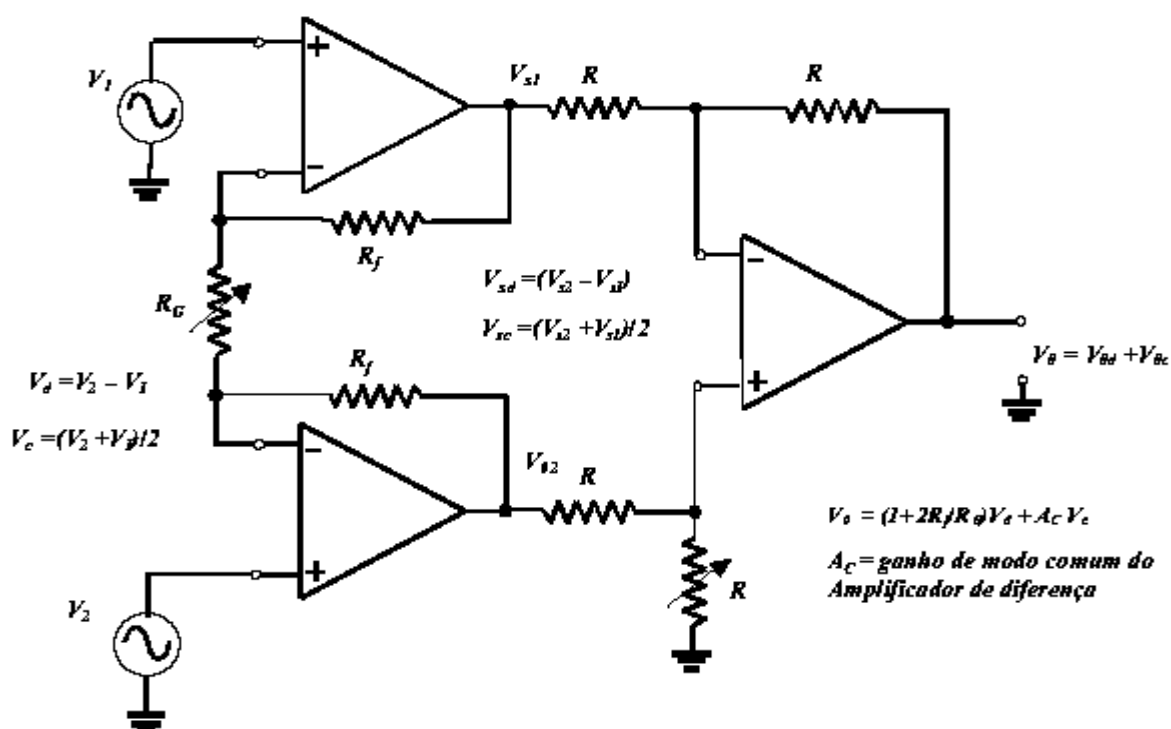 V1
+
−
Vs1
R
R
Rf
RG
Vsd =(Vs2 – Vs1)
Vsc =(Vs2 +Vs1)/2
−
+
Vd =V2 – V1
Vc =(V2 +V1)/2
Rf
V0 = V0d +V0c
−
+
V02
R
R
V2
V0 = (1+2Rf/RG)Vd + AC Vc
AC = ganho de modo comum do
Amplificador de diferença